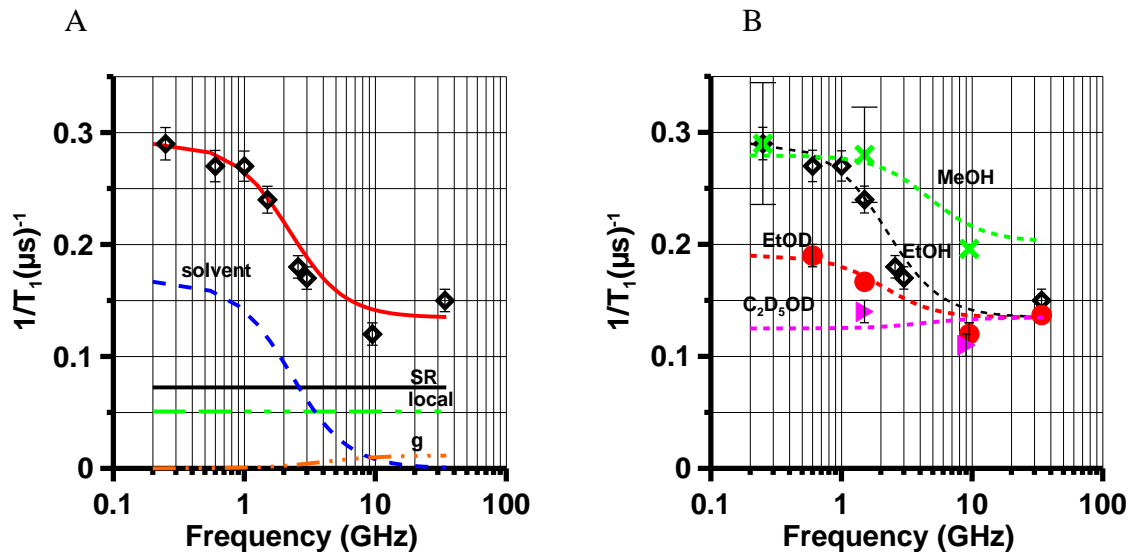 A
B
0.3
0.2
0.1
0
1/T1(µs)-1
solvent
SR
local
g
0.1
1
10
100
Frequency (GHz)
0.3
0.2
0.1
0
1/T1(µs)-1
MeOH
EtOD
EtOH
C2D5OD
0.1
1
10
100
Frequency (GHz)